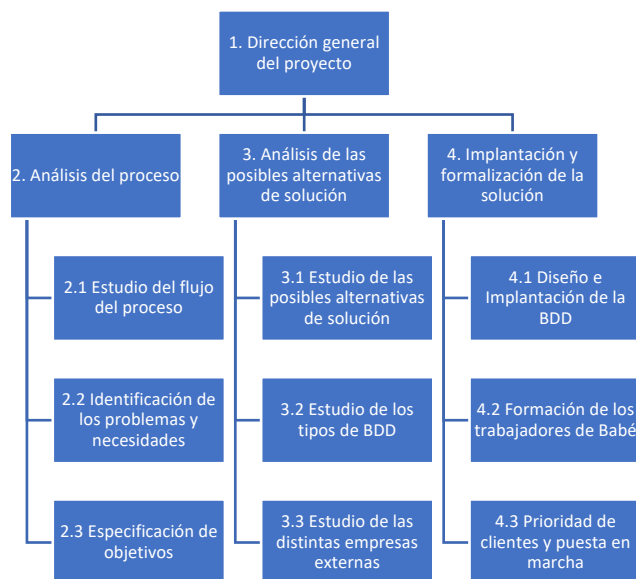 1. Dirección general
del proyecto
2. Análisis del proceso
3. Análisis de las
posibles alternativas
de solución
4. Implantación y
formalización de la
solución
2.1 Estudio del flujo
del proceso
3.1 Estudio de las
posibles alternativas
de solución
4.1 Diseño e
Implantación de la
BDD
2.2 Identificación de
los problemas y
necesidades
3.2 Estudio de los
tipos de BDD
4.2 Formación de los
trabajadores de Babé
2.3 Especificación de
objetivos
3.3 Estudio de las
distintas empresas
externas
4.3 Prioridad de
clientes y puesta en
marcha